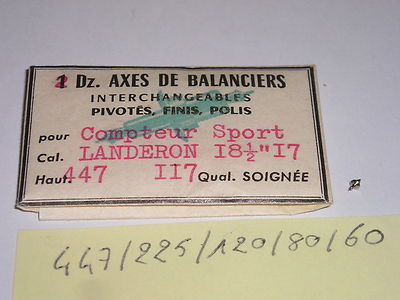 1 Dz. AXES DE BALANCIERS
INTERCHANGEABLES
PIVOTÉS, FINIS, POLIS
pour Compteur Sport
Cal. LANDERON 18½"17
Haut. 447 117 Qual. SOIGNÉE
447/225/120/80/60